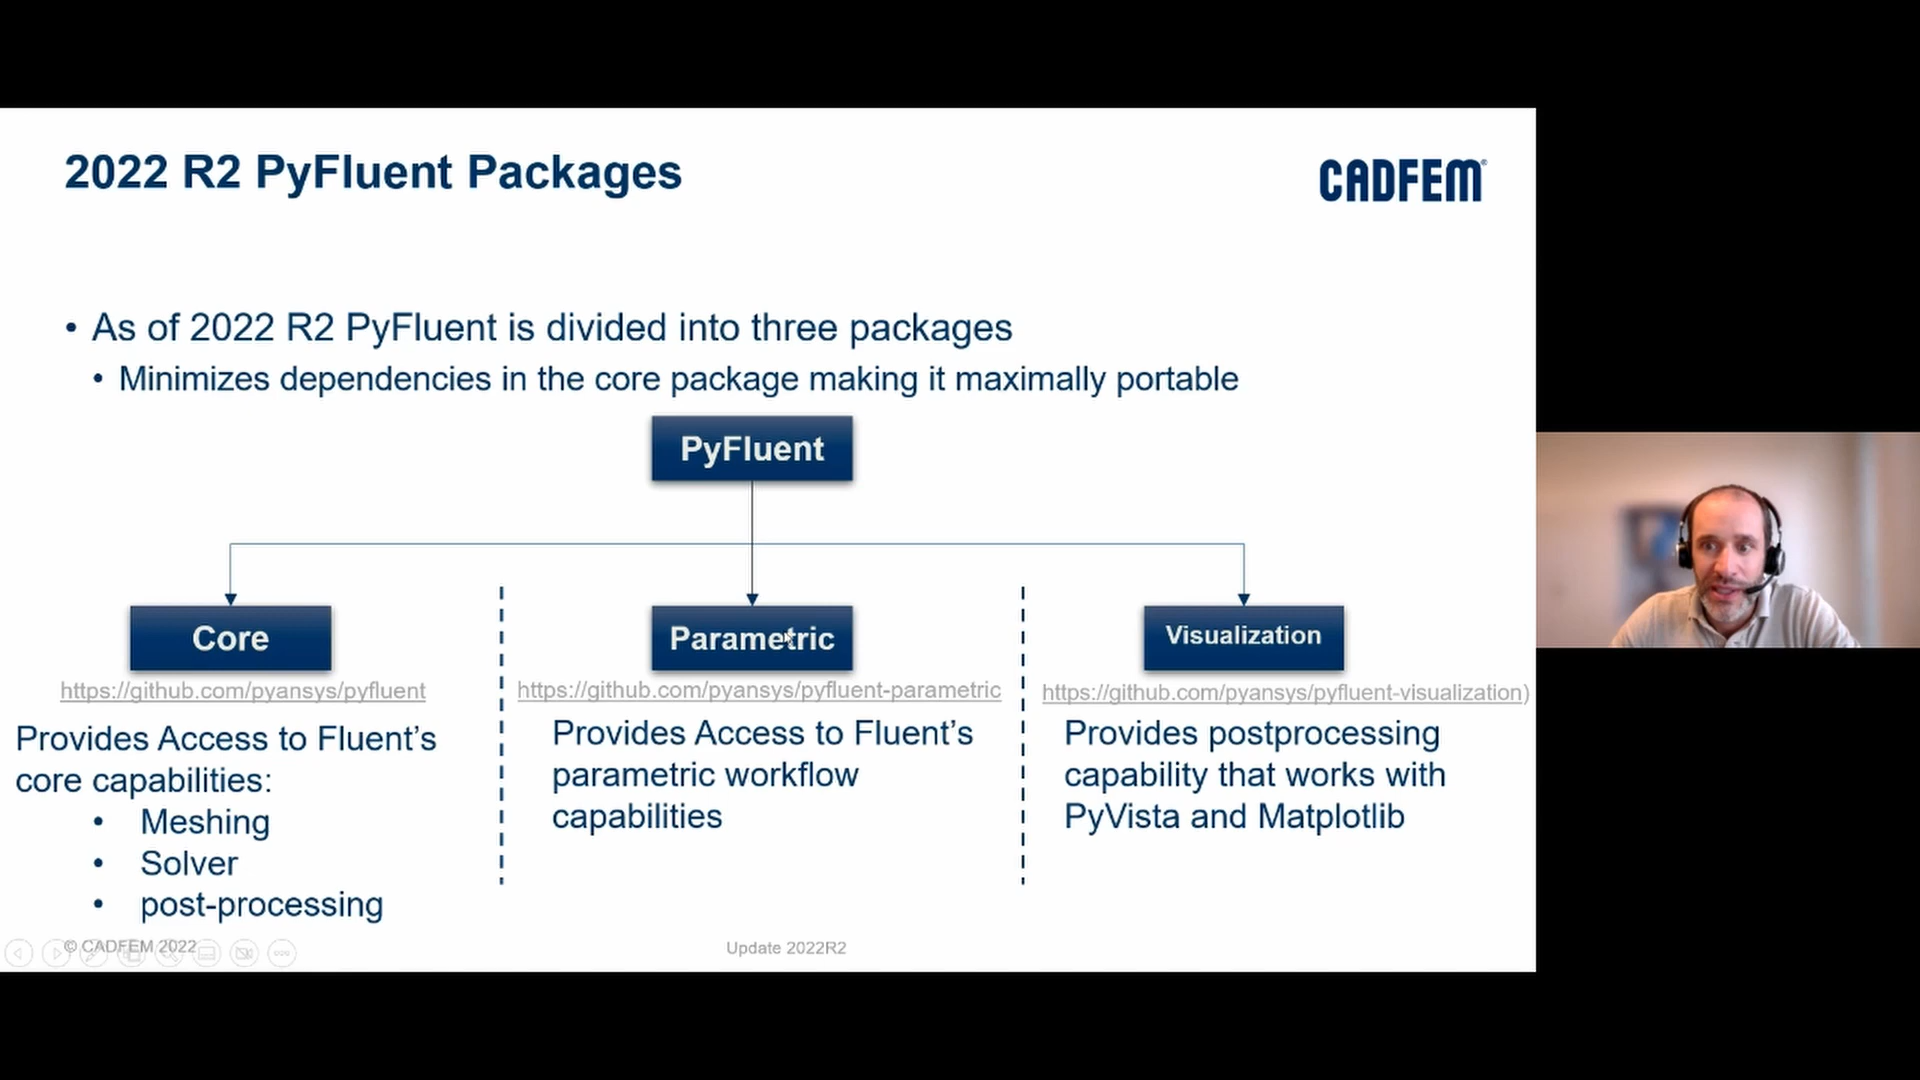 2022 R2 PyFluent Packages
CADFEM®
• As of 2022 R2 PyFluent is divided into three packages
• Minimizes dependencies in the core package making it maximally portable
PyFluent
Core
https://github.com/pyansys/pyfluent
Provides Access to Fluent’s
core capabilities:
• Meshing
• Solver
• post-processing
Parametric
https://github.com/pyansys/pyfluent-parametric
Provides Access to Fluent’s
parametric workflow
capabilities
Visualization
https://github.com/pyansys/pyfluent-visualization)
Provides postprocessing
capability that works with
PyVista and Matplotlib
© CADFEM 2022
Update 2022R2